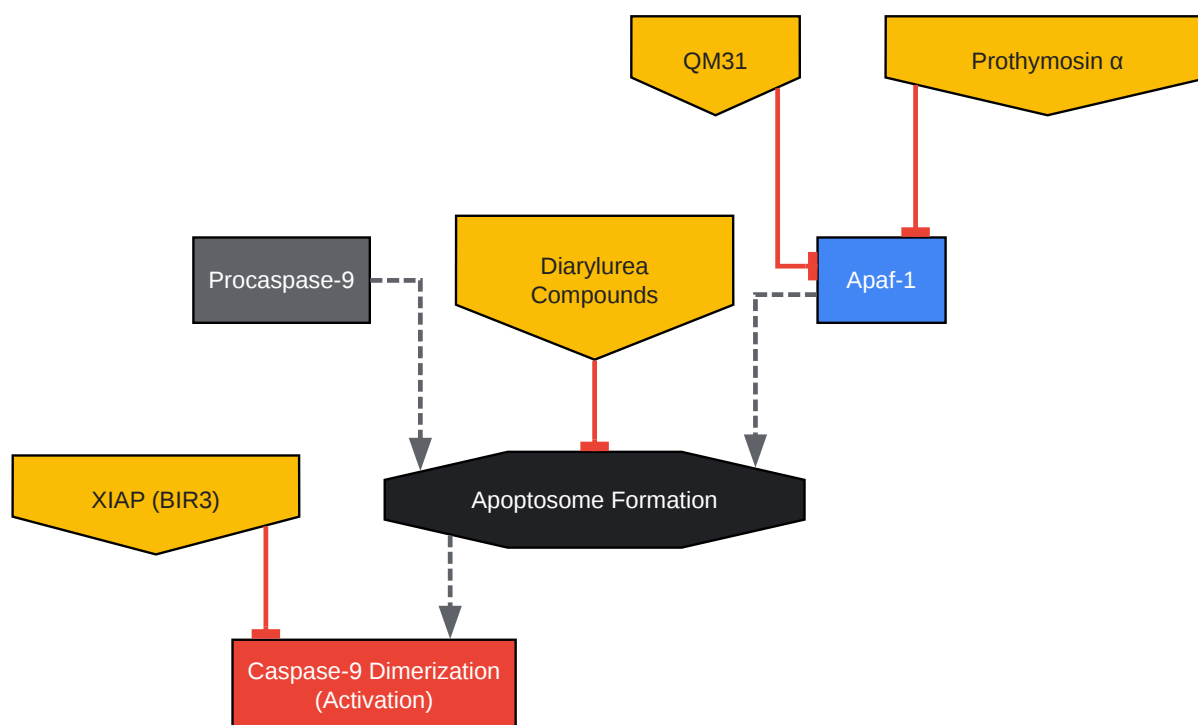 QM31
Prothymosin α
Procaspase-9
Diarylurea
Compounds
Apaf-1
XIAP (BIR3)
Apoptosome Formation
Caspase-9 Dimerization
(Activation)